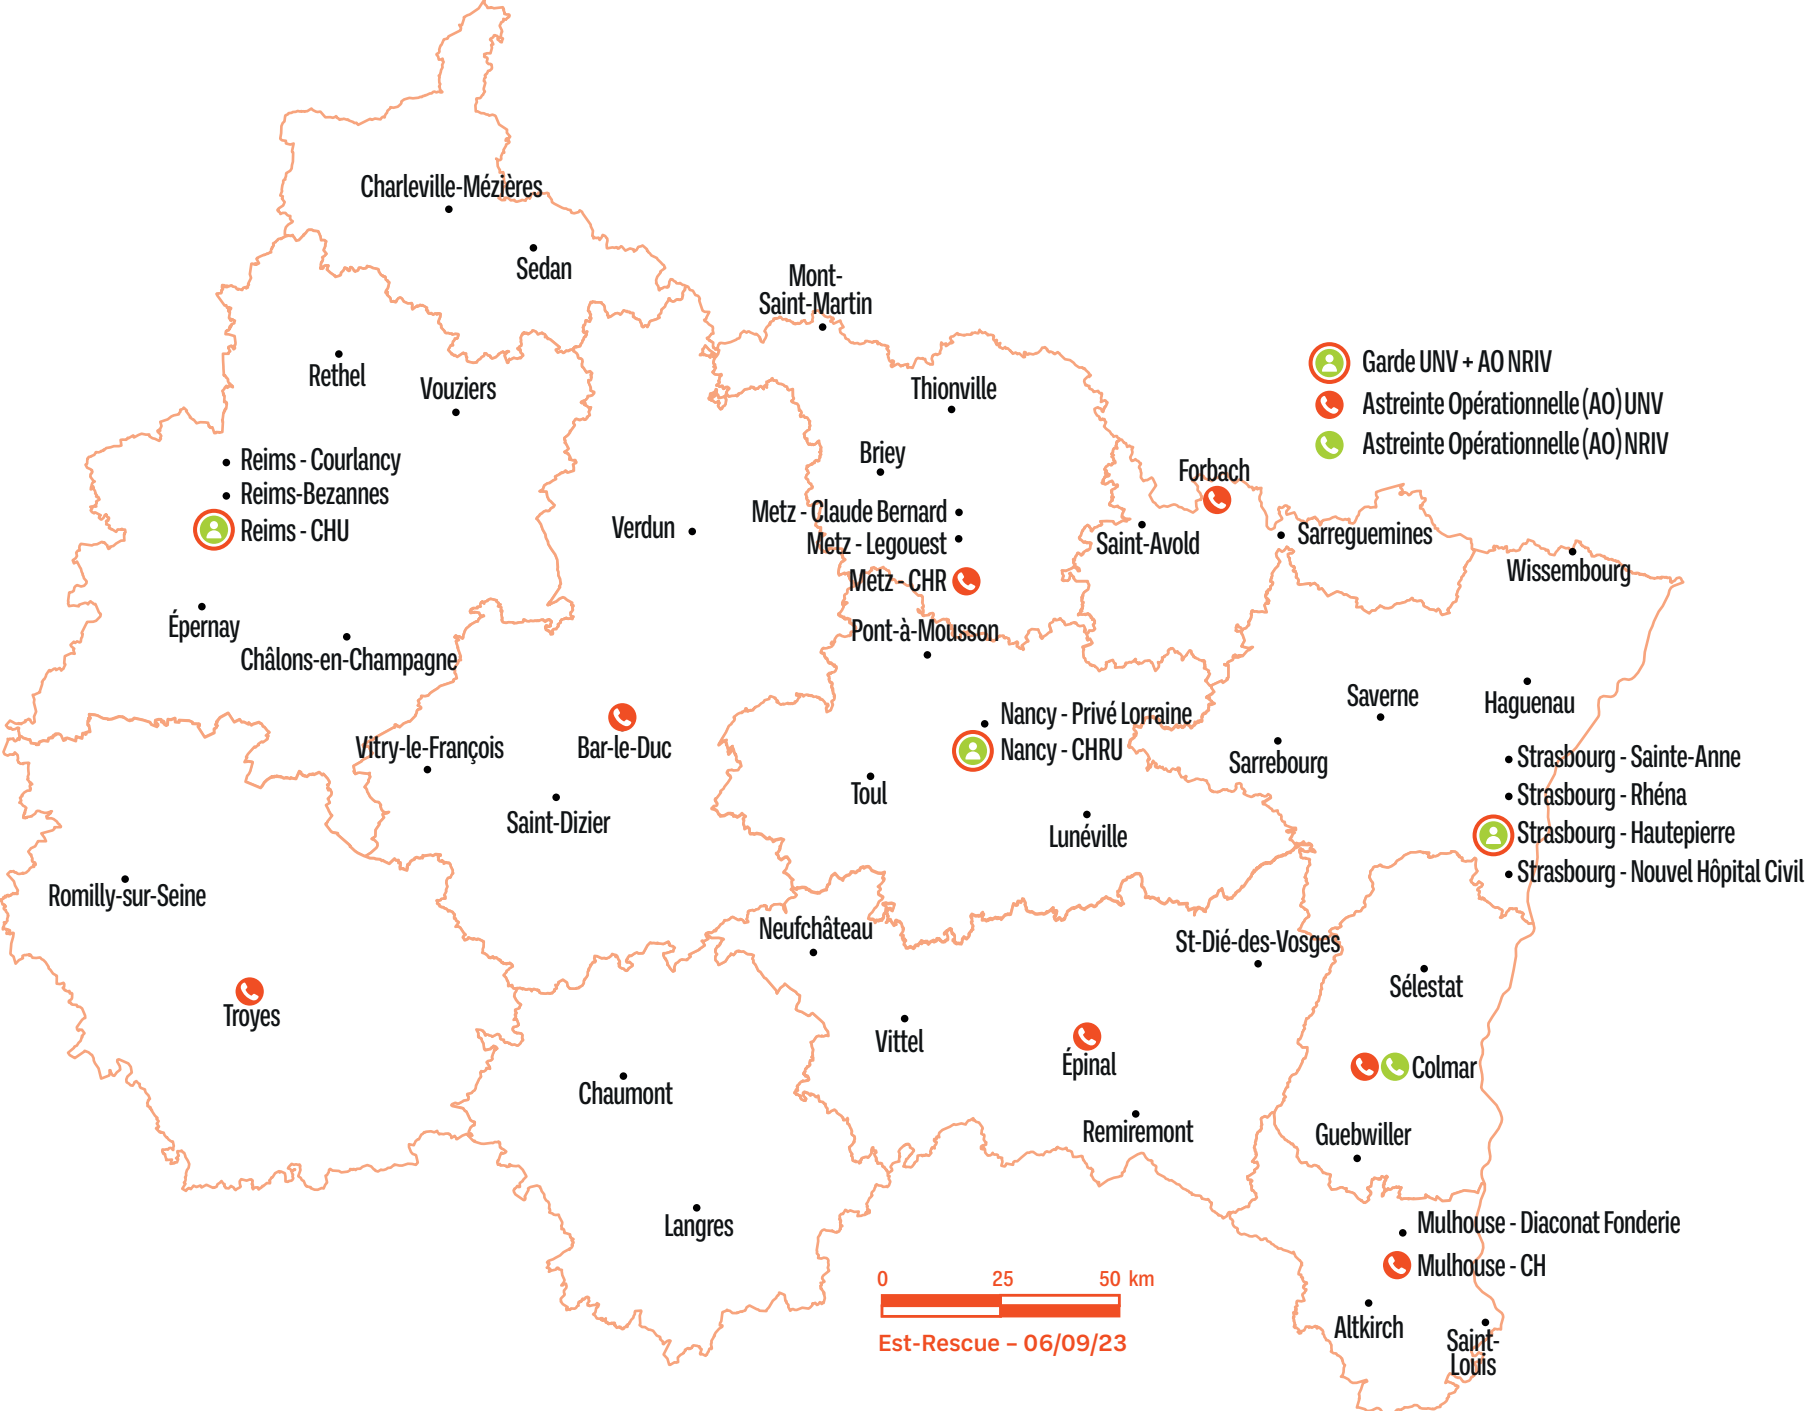 Charleville-Mézières
Sedan
Mont-
Saint-Martin
Rethel
Vouziers
Thionville
Garde UNV + AO NRIV
Astreinte Opérationnelle (AO) UNV
Astreinte Opérationnelle (AO) NRIV
Reims - Courlancy
Reims-Bezannes
Reims - CHU
Briey
Forbach
Verdun
Metz - Claude Bernard
Metz - Legouest
Metz - CHR
Saint-Avold
Sarreguemines
Wissembourg
Épernay
Châlons-en-Champagne
Pont-à-Mousson
Saverne
Haguenau
Nancy - Privé Lorraine
Nancy - CHRU
Vitry-le-François
Bar-le-Duc
Sarrebourg
Strasbourg - Sainte-Anne
Strasbourg - Rhéna
Strasbourg - Hautepierre
Strasbourg - Nouvel Hôpital Civil
Toul
Saint-Dizier
Lunéville
Romilly-sur-Seine
Neufchâteau
St-Dié-des-Vosges
Sélestat
Troyes
Vittel
Épinal
Colmar
Chaumont
Remiremont
Guebwiller
Langres
Mulhouse - Diaconat Fonderie
Mulhouse - CH
0 25 50 km
Est-Rescue – 06/09/23
Altkirch
Saint-
Louis